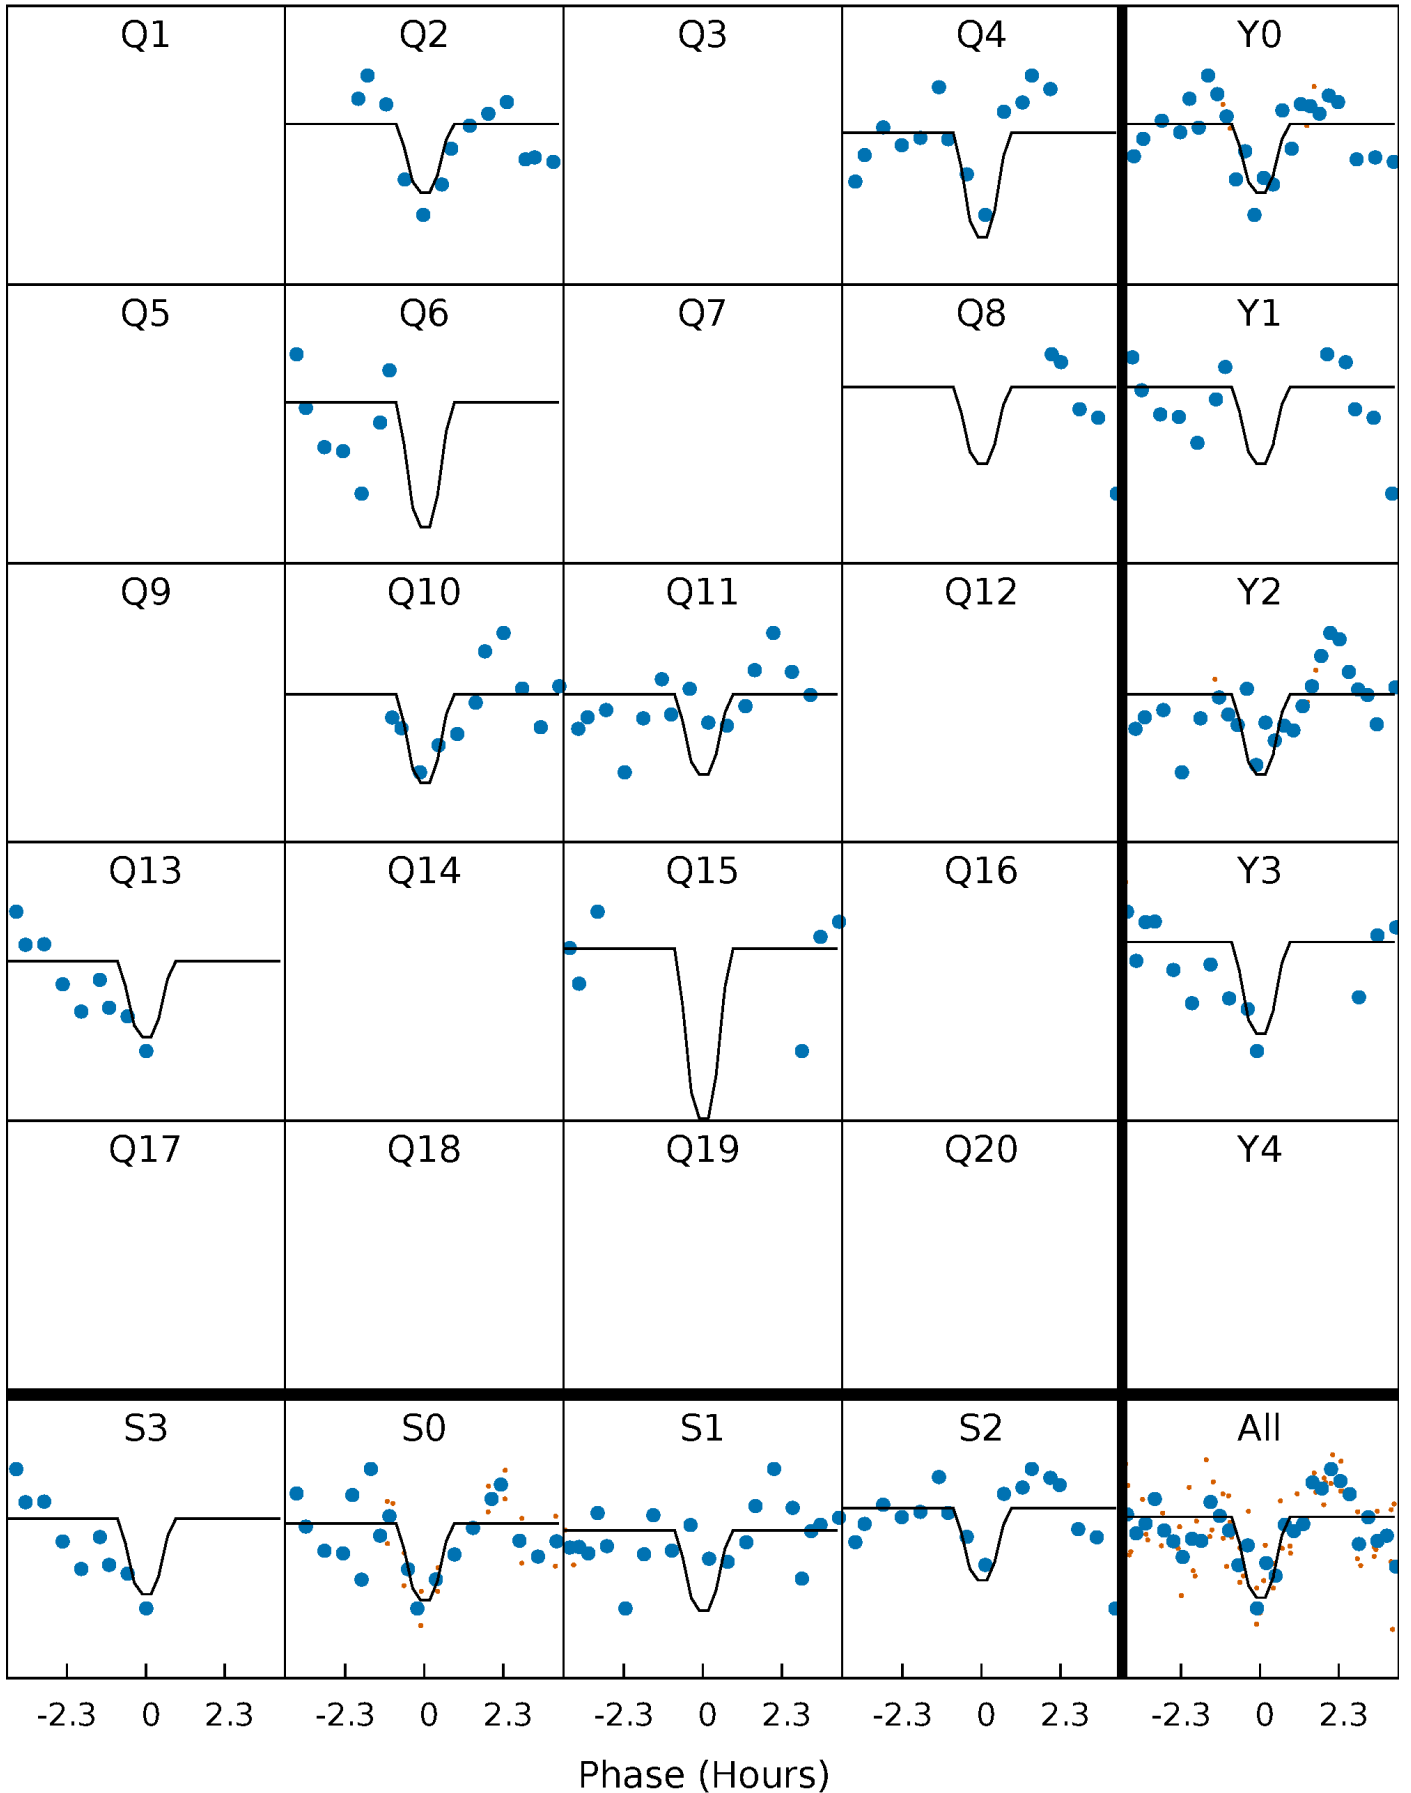 Q1 Q2 Q3 Q4 Y0
Q5 Q6 Q7 Q8 Y1
Q9 Q10 Q11 Q12 Y2
Q13 Q14 Q15 Q16 Y3
Q17 Q18 Q19 Q20 Y4
S3 S0 S1 S2 All
-2.3 0 2.3 -2.3 0 2.3 -2.3 0 2.3 -2.3 0 2.3 -2.3 0 2.3
Phase (Hours)